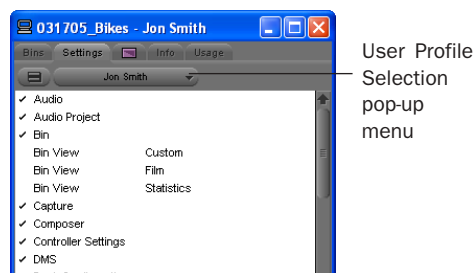 031705_Bikes - Jon Smith
Bins Settings Info Usage
Jon Smith
User Profile
Selection
pop-up
menu
✓ Audio
✓ Audio Project
✓ Bin
Bin View Custom
Bin View Film
Bin View Statistics
✓ Capture
✓ Composer
✓ Controller Settings
✓ DMS